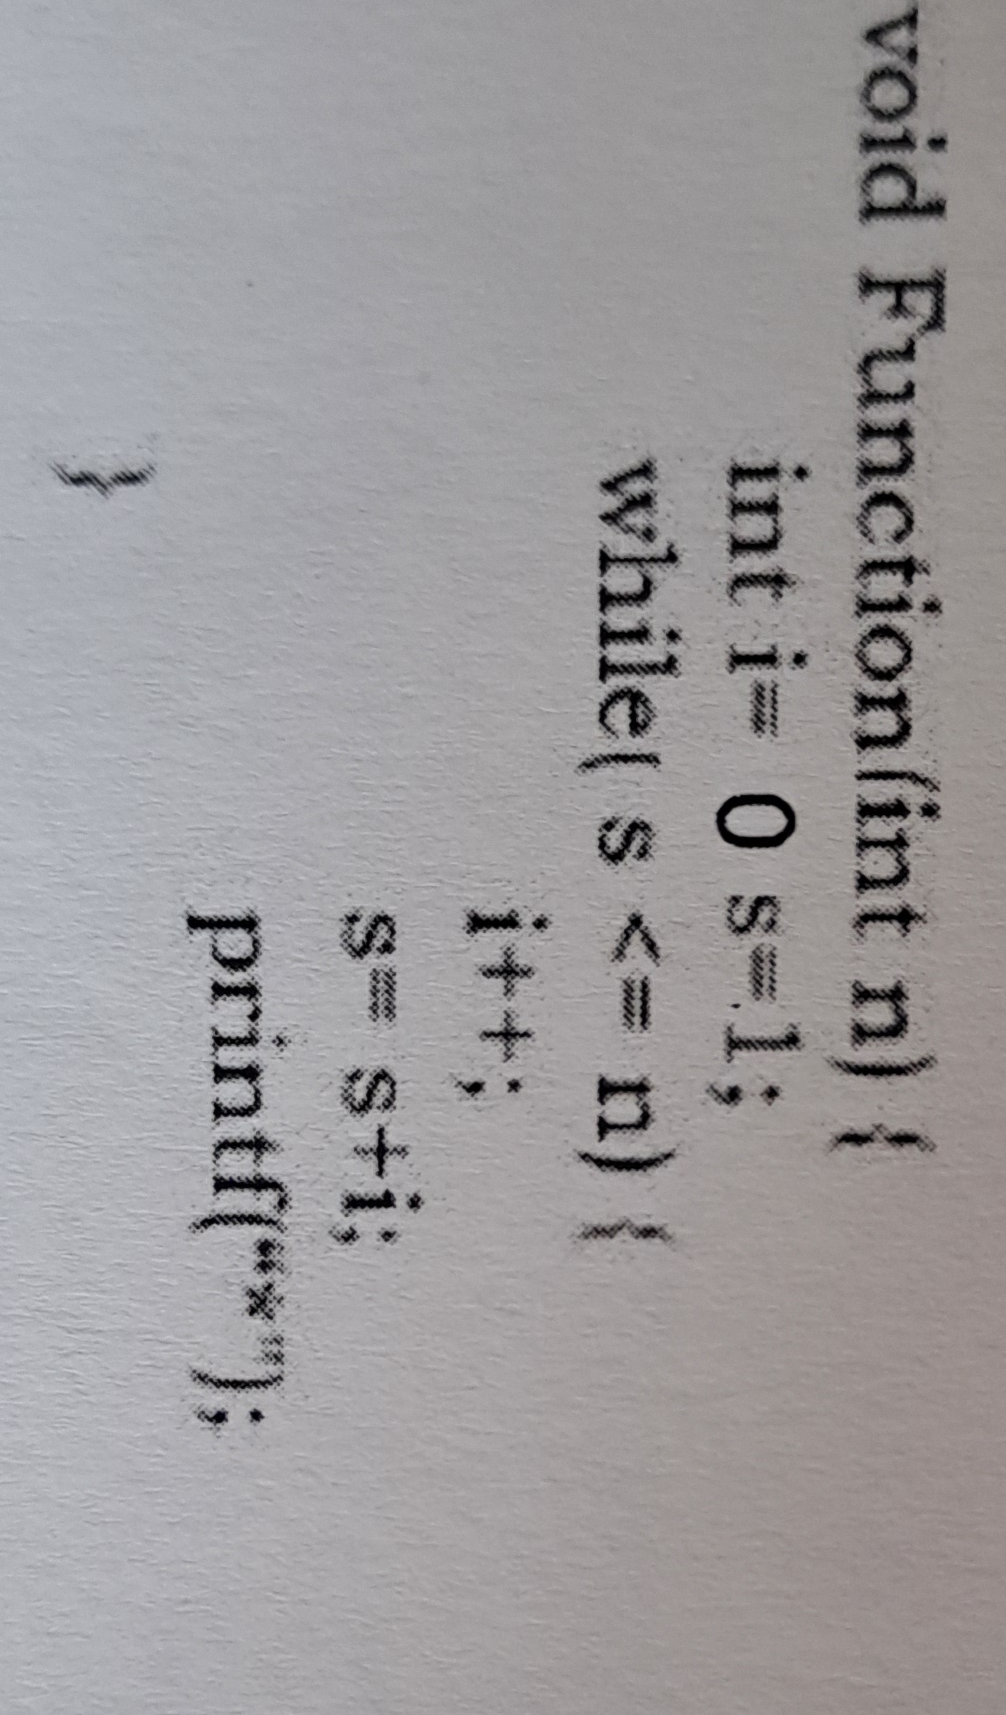 void Function(int n) {
int i= 0 s=1;
while( s <= n) {
i++;
s= s+i;
printf("*");
}